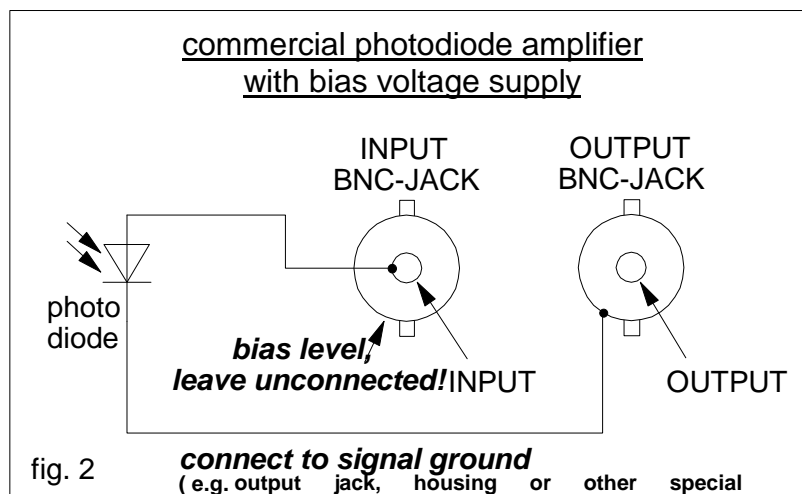 commercial photodiode amplifier
with bias voltage supply
INPUT
BNC-JACK
OUTPUT
BNC-JACK
photo
diode
bias level,
leave unconnected!
INPUT
OUTPUT
connect to signal ground
( e.g. output jack, housing or other special
fig. 2